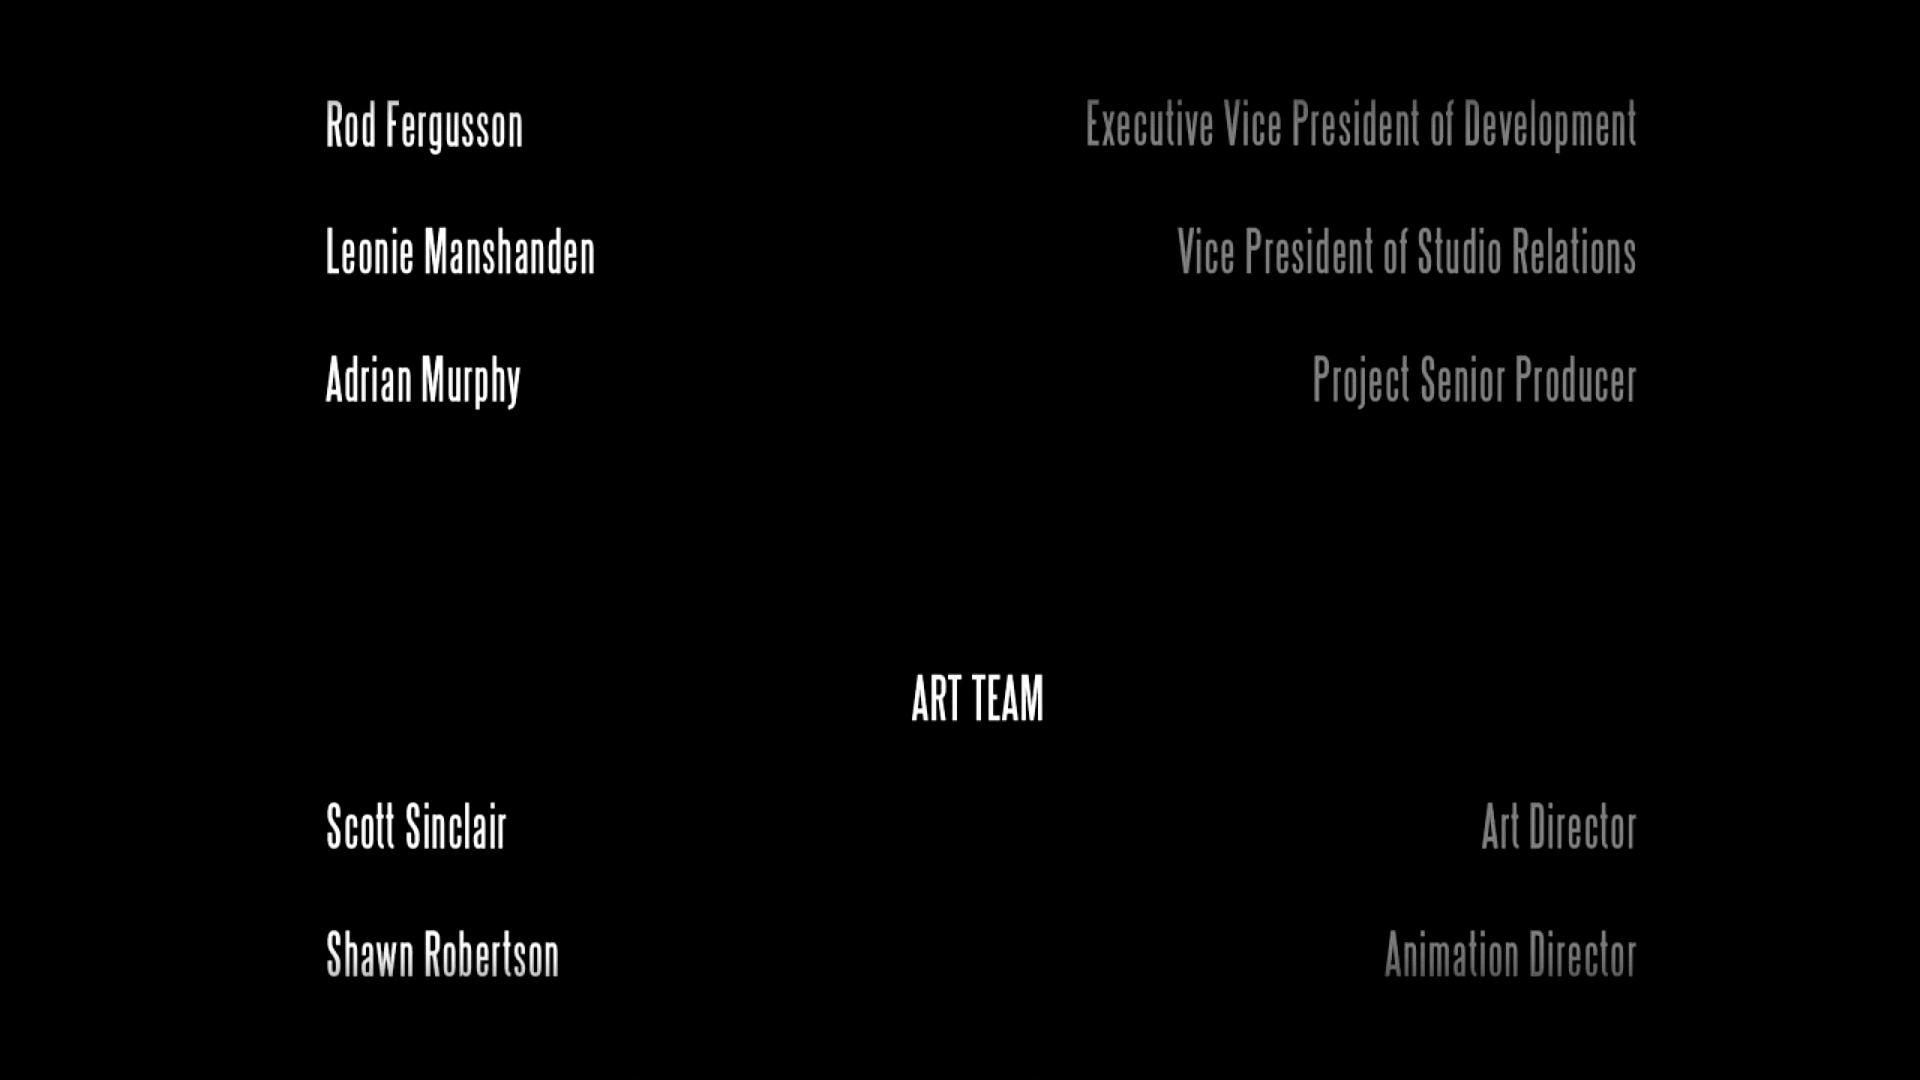 Rod Fergusson Executive Vice President of Development
Leonie Manshanden Vice President of Studio Relations
Adrian Murphy Project Senior Producer
ART TEAM
Scott Sinclair Art Director
Shawn Robertson Animation Director